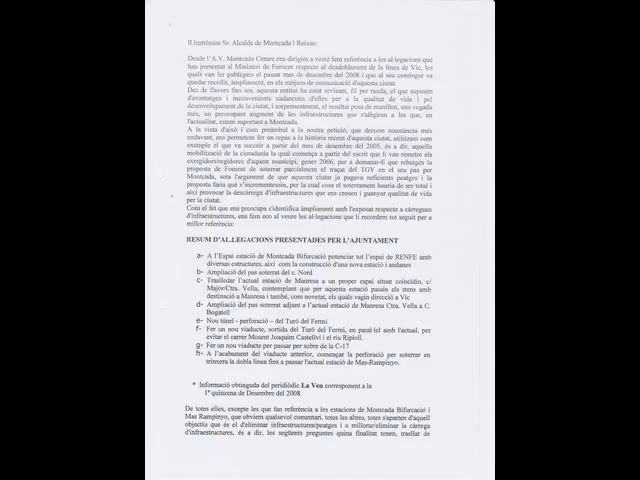 Il.lustríssim Sr. Alcalde de Montcada i Reixac:
Desde l'A.V. Montcada Centre ens dirigim a vostè fent referència a les al·legacions que
han presentat al Ministeri de Foment respecte al desdoblament de la línea de Vic, les
quals van fer publiques el passat mes de desembre del 2008 i que al seu contingut va
quedar recollit, àmpliament, en els mitjans de comunicació d'aquesta ciutat.
Des de llavors fins ara, aquesta entitat ha estat revisant, fil per randa, el que suposen
d'avantatges i inconvenients cadascuns d'elles per a la qualitat de vida i pel
desenvolupament de la ciutat, i sorprenentment, el resultat posa de manifest, una vegada
més, un preocupant augment de les infraestructures que s'afegiran a les que, en
l'actualitat, estem suportant a Montcada.
A la vista d'això i com preàmbul a la nostra petició, que deixem constància més
endavant, ens permetem fer un repàs a la història recent d'aquesta ciutat, utilitzant com
exemple el que va succeir a partir del mes de desembre del 2005, és a dir, aquella
mobilització de la ciutadania la qual comença a partir del escrit que li van remetre els
exregidors/regidores d'aquest municipi, gener 2006, per a demanar-li que rebutgés la
proposta de Foment de soterrar parcialment el traçat del TGV en el seu pas per
Montcada, sota l'argument de que aquesta ciutat ja pagava suficients peatges i la
proposta faria què s'incrementessin, per la cual cosa el soterrament hauria de ser total i
això provocar la descàrrega d'infraestructures que ens creuen i guanyar qualitat de vida
per la ciutat.
Com el fet que ens preocupa s'identifica àmpliament amb l'exposat respecte a càrregues
d'infraestructures, ens fem eco al veure les al·legacions que li recedem tot seguit per a
millor referència:
RESUM D'AL.LEGACIONS PRESENTADES PER L'AJUNTAMENT
a- A l'Espai estació de Montcada Bifurcació potenciar tot l'espai de RENFE amb
diverses estructures, així com la construcció d'una nova estació i andanes
b- Ampliació del pas soterrat del c. Nord
c- Traslledar l'actual estació de Manresa a un proper espai situat coincidin, c/
Major/Ctra. Vella, contemplant que per aquesta estació passin els trens amb
destinació a Manresa i també, com novetat, els quals vagin direcció a Vic
d- Ampliació del pas soterrat adjunt a l'actual estació de Manresa Ctra. Vella a C.
Bogatell
e- Nou túnel - perforació – del Turó del Fermí
f- Fer un nou viaducte, sortida del Turó del Fermi, en paral·lel amb l'actual, per
evitar el carrer Mosent Joaquim Castellví i el riu Ripoll.
g- Fer un nou viaducte per passar per sobre de la C-17
h- A l'acabament del viaducte anterior, començar la perforació per soterrar en
trinxera la dobla línea fins a passar l'actual estació de Mas-Rampinyo.
* Informació obtinguda del peridiòdic La Veu corresponent a la
1ª quinzena de Desembre del 2008.
De totes elles, excepte les que fan referència a les estacions de Montcada Bifurcació i
Mas Rampinyo, que obviem qualsevol comentari, totes les altres, totes s'aparten d'aquell
objectiu que és el d'eliminar infraestructures/peatges i o millorar/eliminar la càrrega
d'infraestructures, és a dir, les següents preguntes quina finalitat tenen, trasllat de